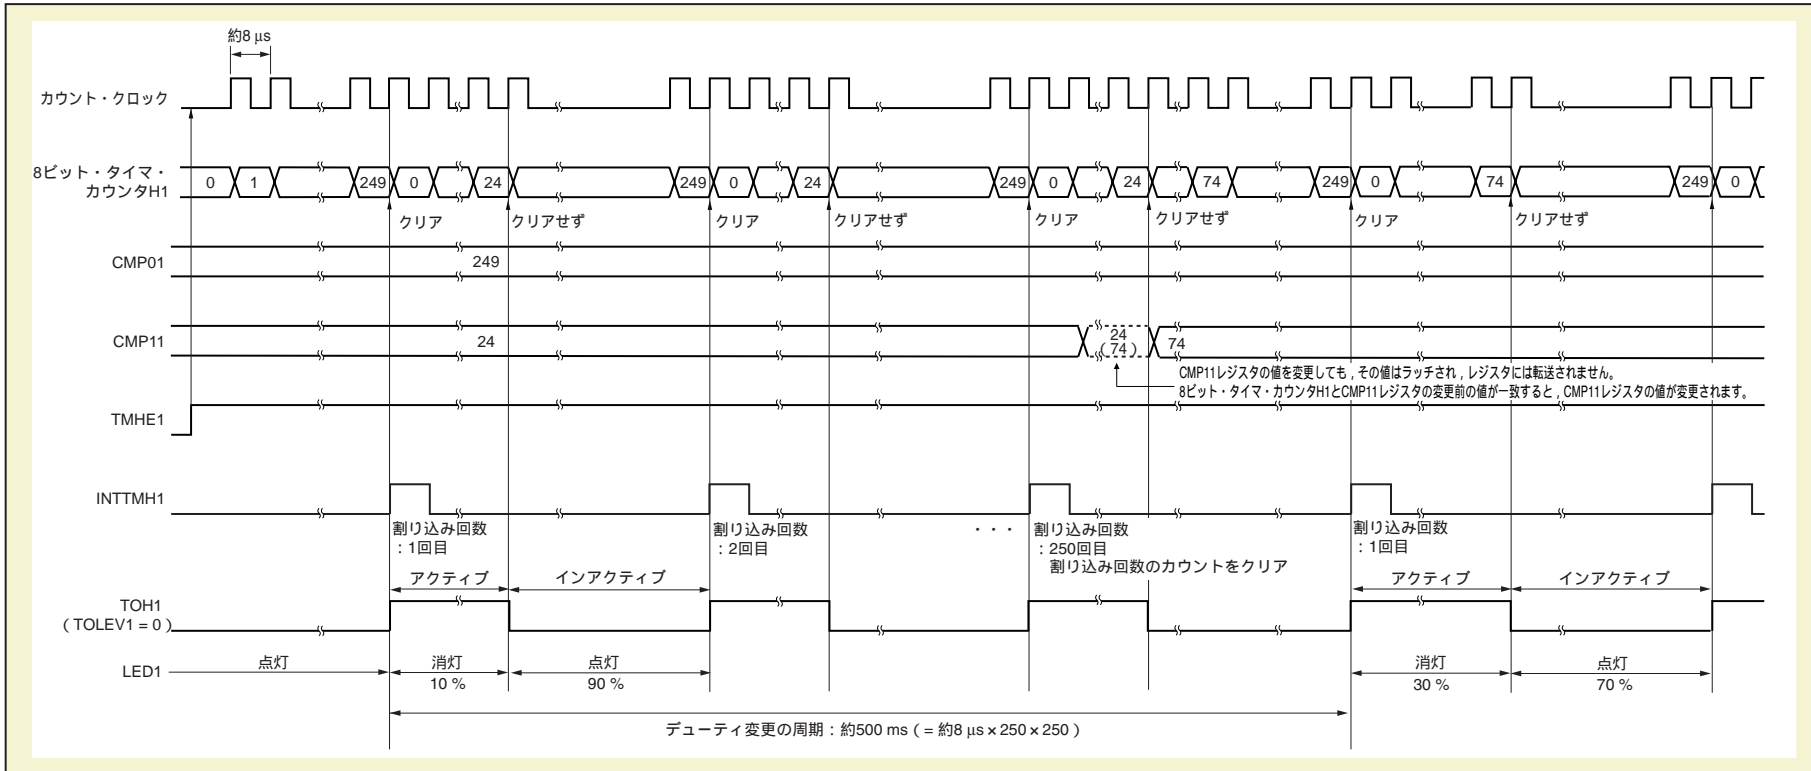 約8 μs
カウント・クロック
8ビット・タイマ・
カウンタH1
0 1 249 0 24 249 0 24 249 0 24 74 249 0 74 249 0
クリア クリアせず クリア クリアせず クリア クリアせず クリア クリアせず
CMP01
249
CMP11
24
24
(74)
74
CMP11レジスタの値を変更しても，その値はラッチされ，レジスタには転送されません。
8ビット・タイマ・カウンタH1とCMP11レジスタの変更前の値が一致すると，CMP11レジスタの値が変更されます。
TMHE1
INTTMH1
割り込み回数
：1回目
割り込み回数
：2回目
・・・
割り込み回数
：250回目
割り込み回数のカウントをクリア
割り込み回数
：1回目
アクティブ インアクティブ アクティブ インアクティブ
TOH1
（TOLEV1 = 0）
LED1
点灯 消灯 点灯 消灯 点灯
10 % 90 % 30 % 70 %
デューティ変更の周期：約500 ms（= 約8 μs × 250 × 250）